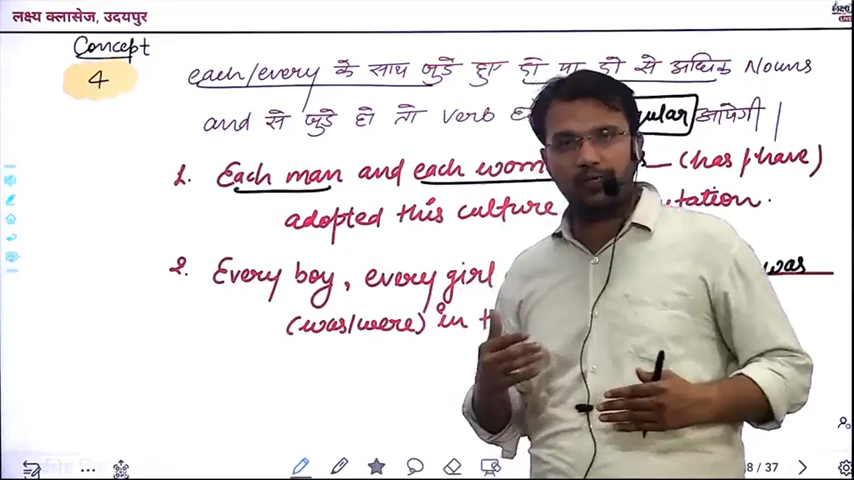 लक्ष्य क्लासेज, उदयपुर
LIVE
Concept
4
each/every के साथ जुड़े हुए दो या दो से अधिक Nouns
and से जुड़े हो तो verb आयेगी |
1. Each man and each (has/have)
adopted this culture
2. Every boy, every girl was
(was/were) in
8 / 37